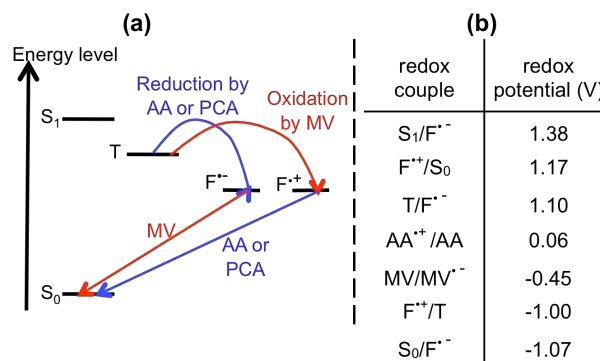 (a)
Energy level
Reduction by
AA or PCA
Oxidation
by MV
S₁
T
F•-
F•+
MV
AA or
PCA
S₀
(b)
redox couple | redox potential (V)
S₁/F•- | 1.38
F•+/S₀ | 1.17
T/F•- | 1.10
AA•+/AA | 0.06
MV/MV•- | -0.45
F•+/T | -1.00
S₀/F•- | -1.07